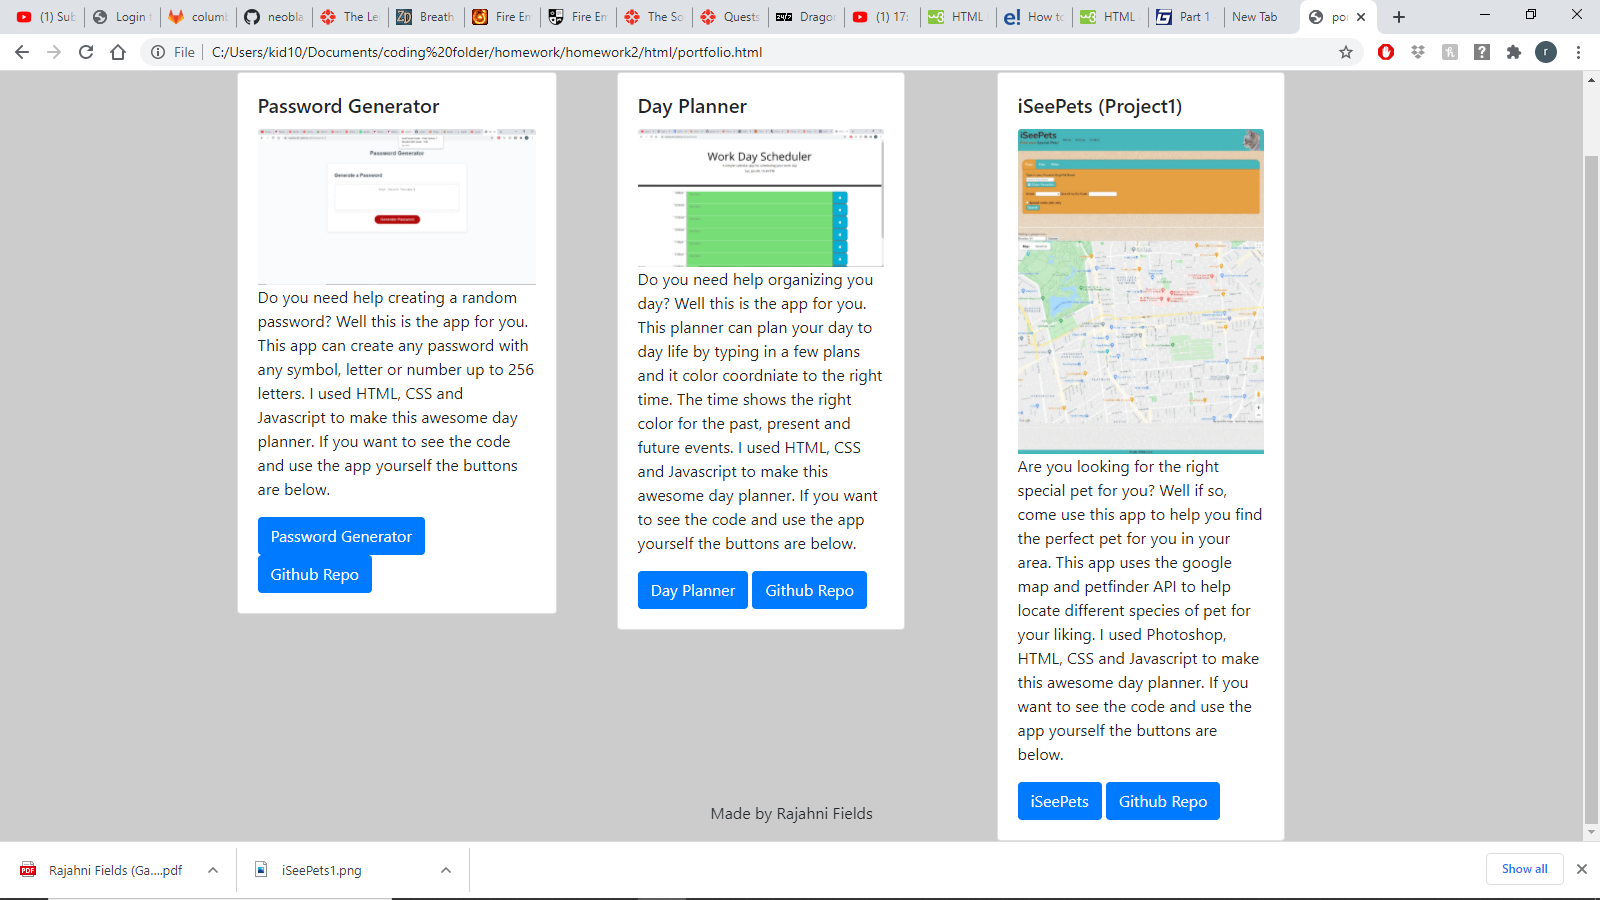 (1) Sub
Login t
colum
neobla
The Le
Breath
Fire Em
Fire Em
The So
Quests
Drago
(1) 17:
HTML
How to
HTML
Part 1
New Tab
por
File
C:/Users/kid10/Documents/coding%20folder/homework/homework2/html/portfolio.html
Password Generator
Password Generator
Generate a Password
Generate Password
Do you need help creating a random
password? Well this is the app for you.
This app can create any password with
any symbol, letter or number up to 256
letters. I used HTML, CSS and
Javascript to make this awesome day
planner. If you want to see the code
and use the app yourself the buttons
are below.
Password Generator
Github Repo
Day Planner
Work Day Scheduler
Do you need help organizing you
day? Well this is the app for you.
This planner can plan your day to
day life by typing in a few plans
and it color coordniate to the right
time. The time shows the right
color for the past, present and
future events. I used HTML, CSS
and Javascript to make this
awesome day planner. If you want
to see the code and use the app
yourself the buttons are below.
Day Planner
Github Repo
iSeePets (Project1)
iSeePets
Are you looking for the right
special pet for you? Well if so,
come use this app to help you find
the perfect pet for you in your
area. This app uses the google
map and petfinder API to help
locate different species of pet for
your liking. I used Photoshop,
HTML, CSS and Javascript to make
this awesome day planner. If you
want to see the code and use the
app yourself the buttons are
below.
iSeePets
Github Repo
Made by Rajahni Fields
Rajahni Fields (Ga....pdf
iSeePets1.png
Show all